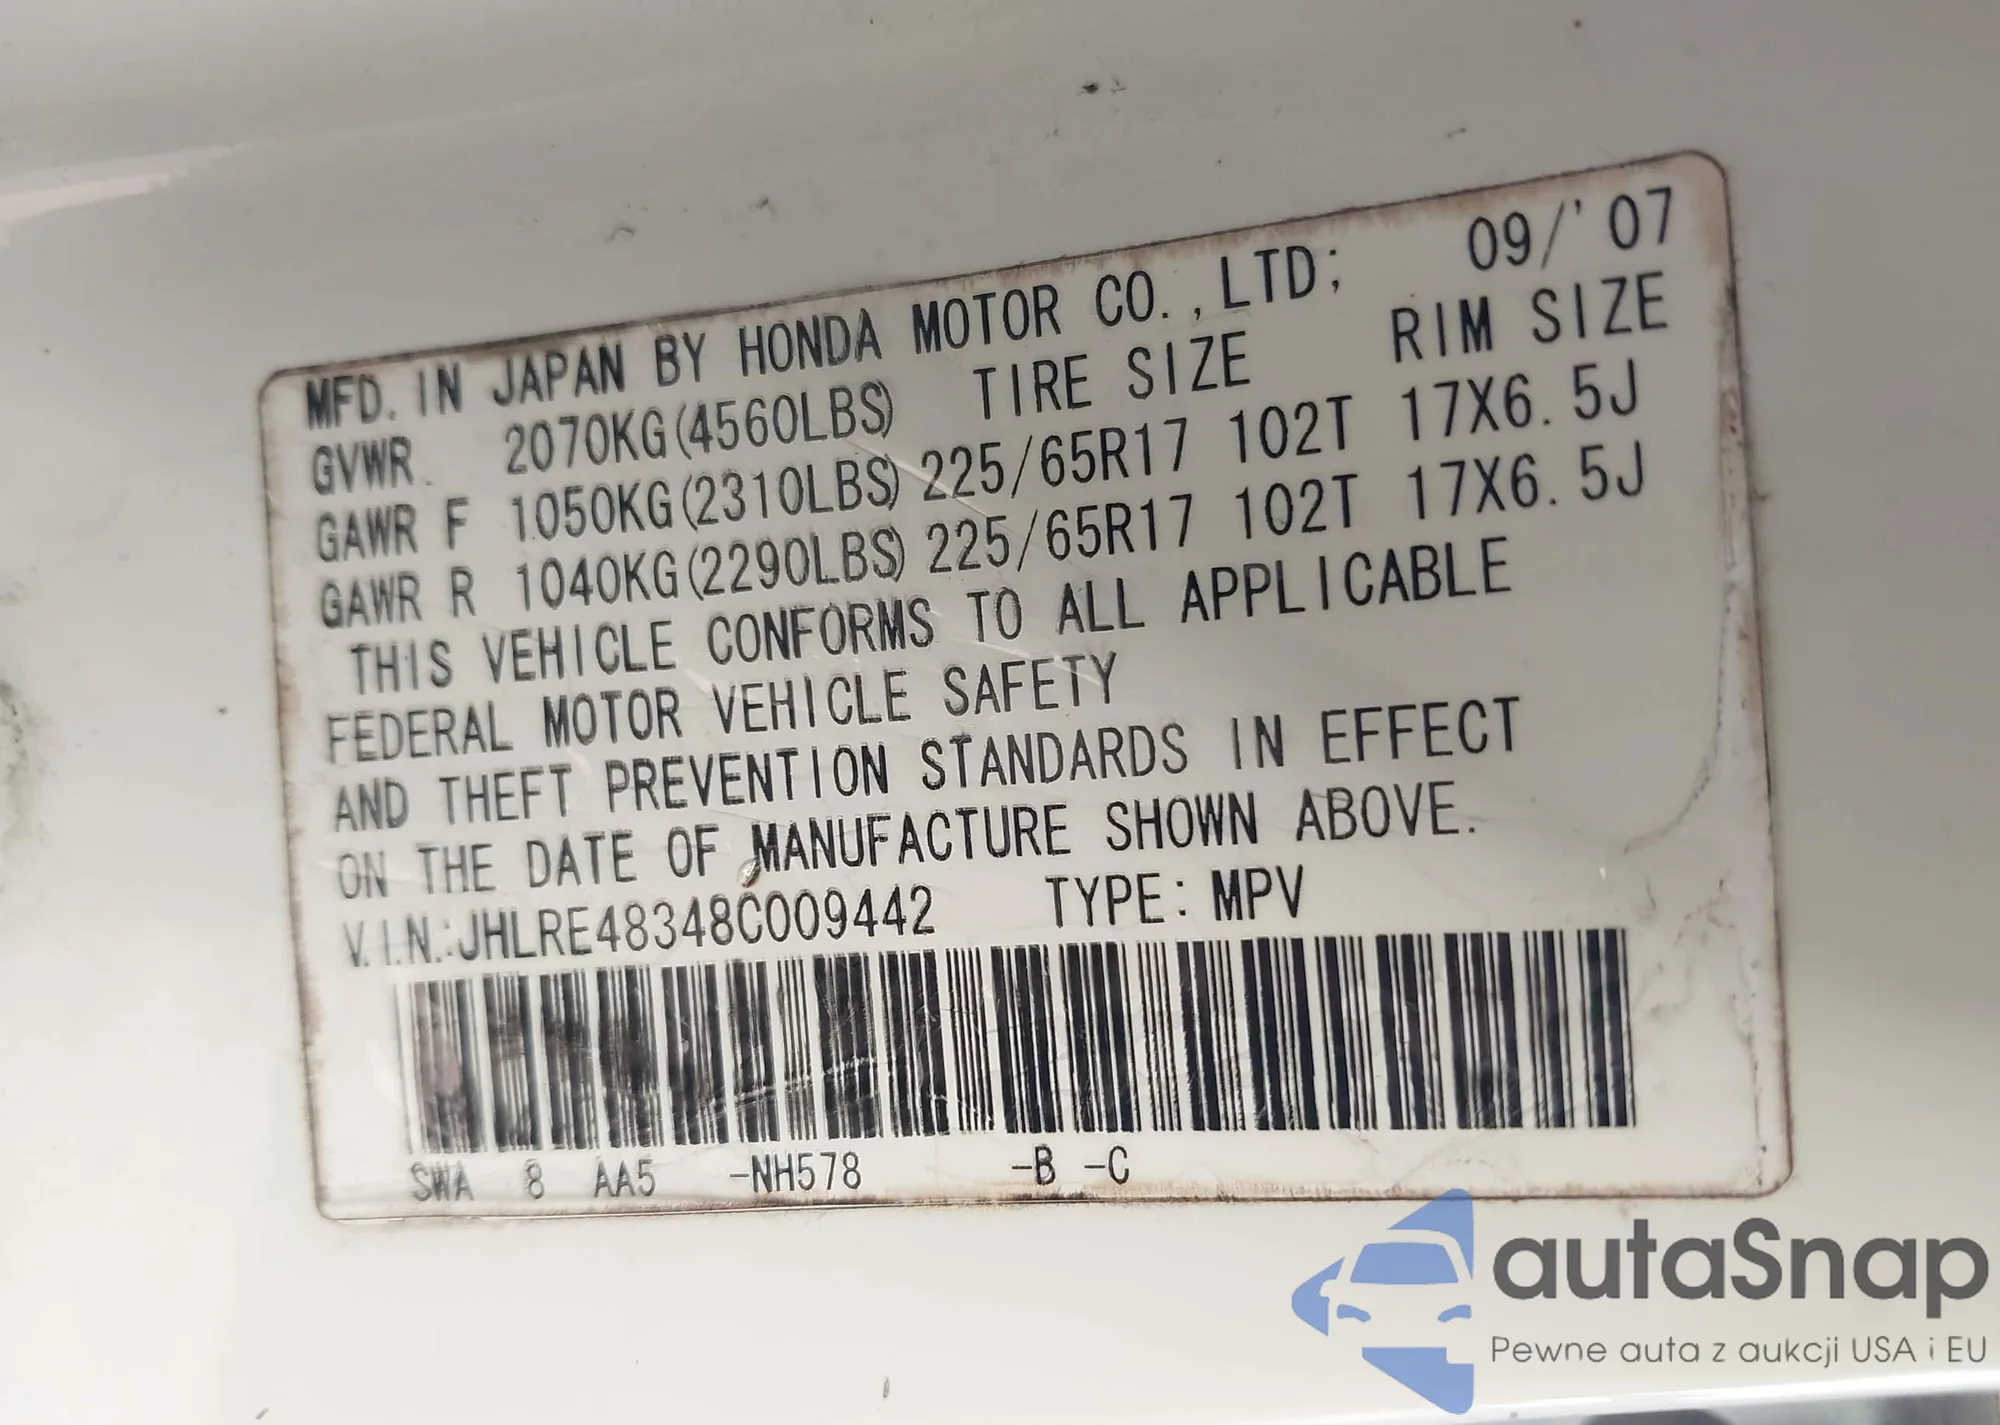 MFD. IN JAPAN BY HONDA MOTOR CO.,LTD; 09/'07
GVWR. 2070KG(4560LBS) TIRE SIZE RIM SIZE
GAWR F 1050KG(2310LBS) 225/65R17 102T 17X6.5J
GAWR R 1040KG(2290LBS) 225/65R17 102T 17X6.5J
THIS VEHICLE CONFORMS TO ALL APPLICABLE
FEDERAL MOTOR VEHICLE SAFETY
AND THEFT PREVENTION STANDARDS IN EFFECT
ON THE DATE OF MANUFACTURE SHOWN ABOVE.
V.I.N.:JHLRE48348C009442 TYPE: MPV
SWA 8 AA5 -NH578 -B -C
autaSnap
Pewne auta z aukcji USA i EU